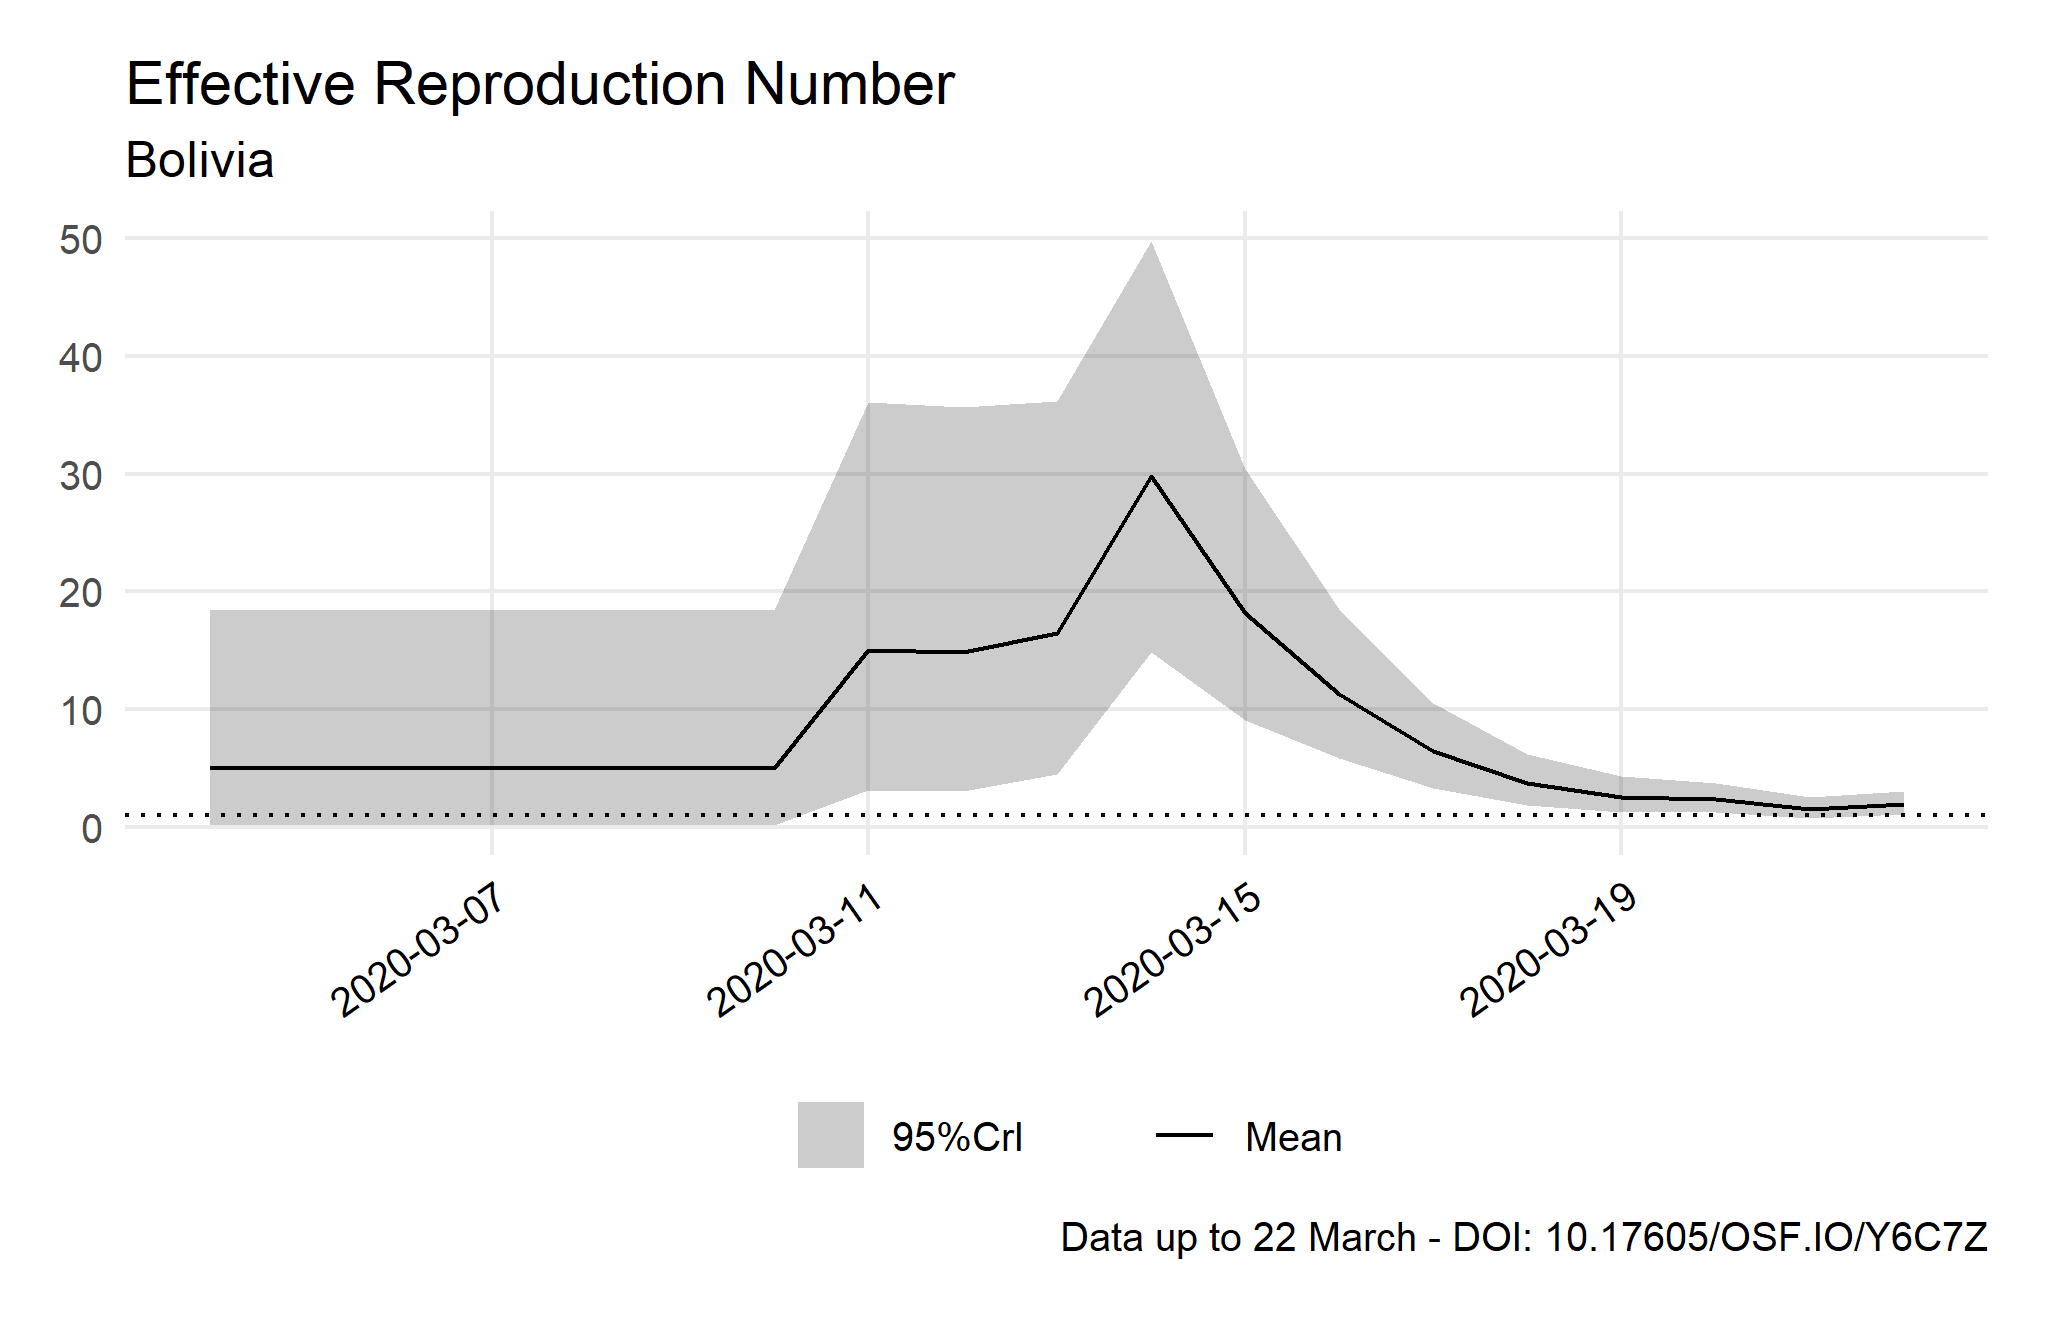 Effective Reproduction Number
Bolivia
50
40
30
20
10
0
2020-03-07
2020-03-11
2020-03-15
2020-03-19
95%CrI
Mean
Data up to 22 March - DOI: 10.17605/OSF.IO/Y6C7Z